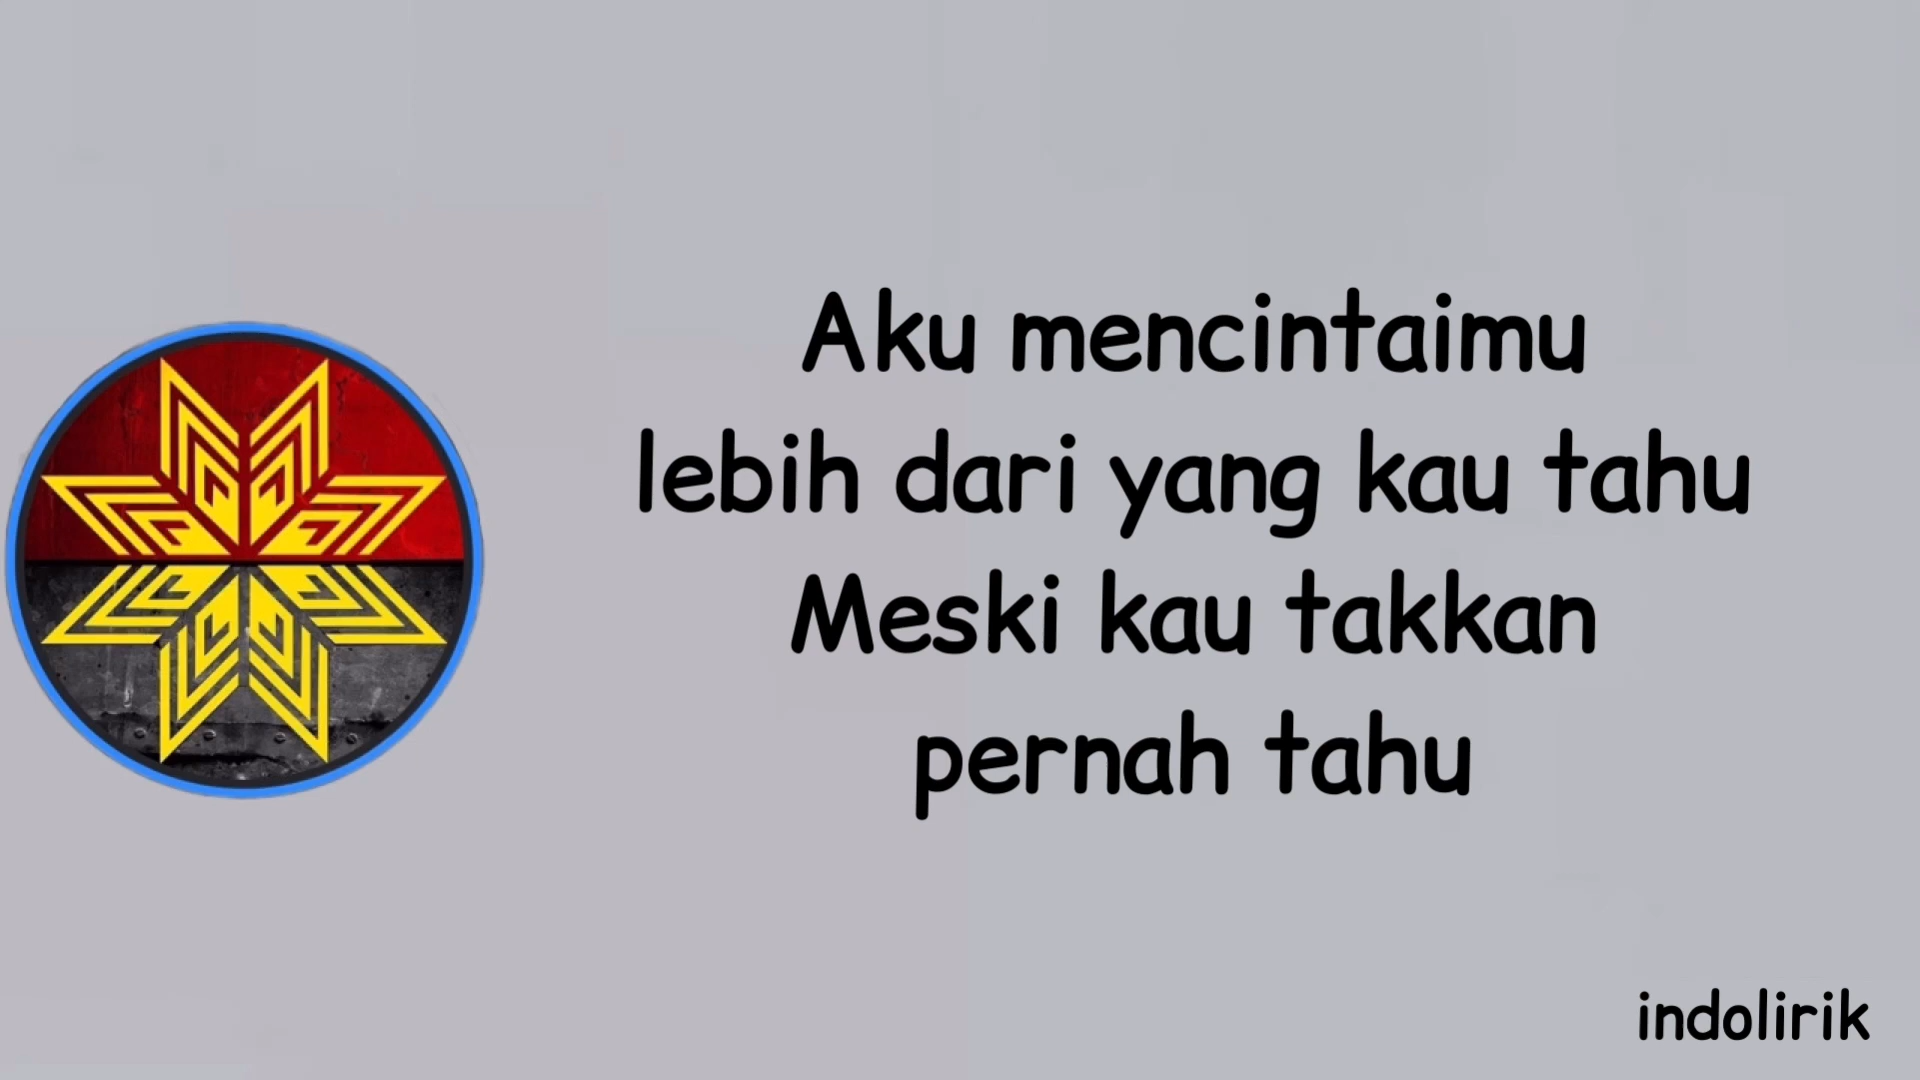 Aku mencintaimu
lebih dari yang kau tahu
Meski kau takkan
pernah tahu
indolirik